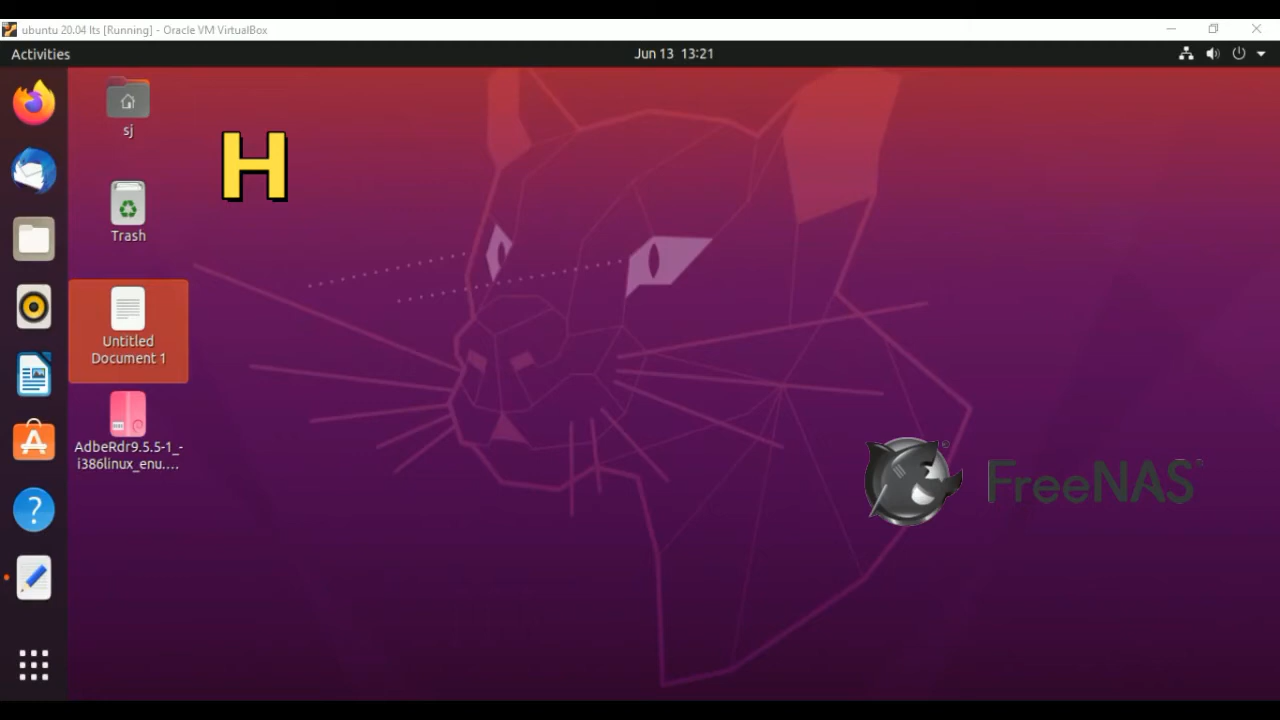 ubuntu 20.04 lts [Running] - Oracle VM VirtualBox
Activities
Jun 13 13:21
sj
H
Trash
Untitled
Document 1
AdbeRdr9.5.5-1_-
i386linux_enu....
FreeNAS